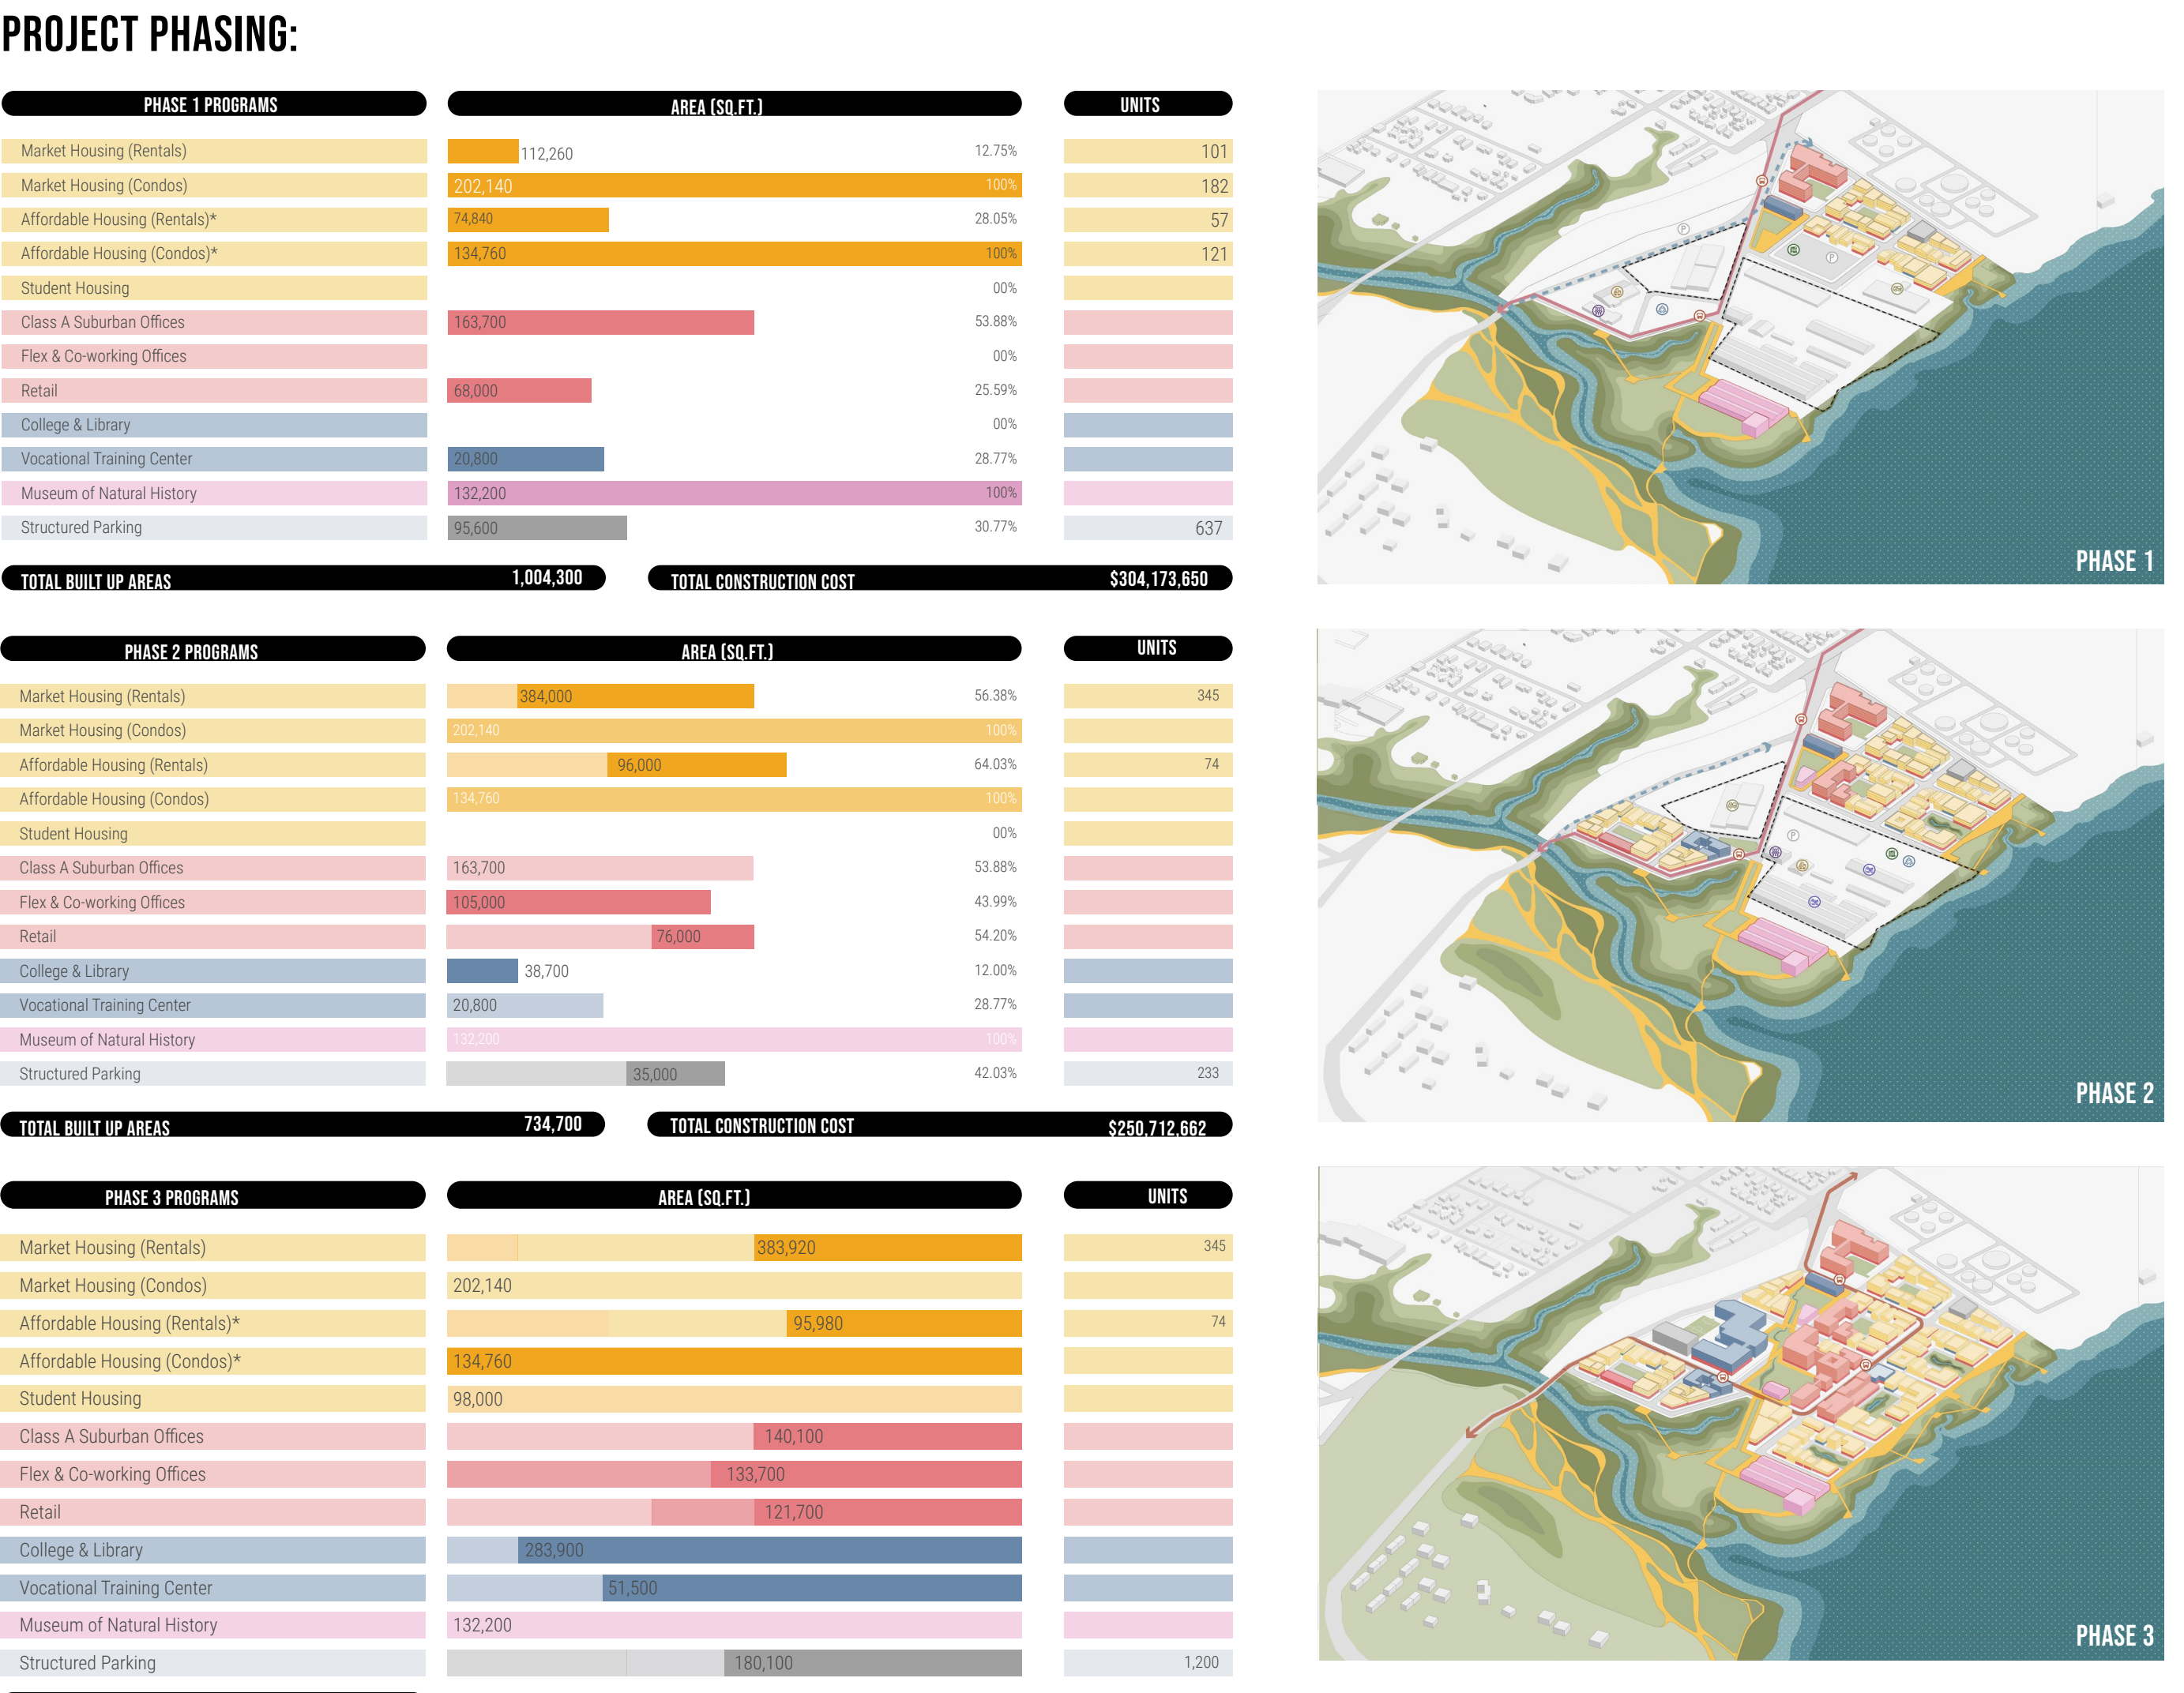 PROJECT PHASING:
PHASE 1 PROGRAMS AREA (SQ.FT.) UNITS
Market Housing (Rentals) 112,260 12.75% 101
Market Housing (Condos) 202,140 100% 182
Affordable Housing (Rentals)* 74,840 28.05% 57
Affordable Housing (Condos)* 134,760 100% 121
Student Housing 00%
Class A Suburban Offices 163,700 53.88%
Flex & Co-working Offices 00%
Retail 68,000 25.59%
College & Library 00%
Vocational Training Center 20,800 28.77%
Museum of Natural History 132,200 100%
Structured Parking 95,600 30.77% 637
TOTAL BUILT UP AREAS 1,004,300 TOTAL CONSTRUCTION COST $304,173,650
P
P
PHASE 1
PHASE 2 PROGRAMS AREA (SQ.FT.) UNITS
Market Housing (Rentals) 384,000 56.38% 345
Market Housing (Condos) 202,140 100%
Affordable Housing (Rentals) 96,000 64.03% 74
Affordable Housing (Condos) 134,760 100%
Student Housing 00%
Class A Suburban Offices 163,700 53.88%
Flex & Co-working Offices 105,000 43.99%
Retail 76,000 54.20%
College & Library 38,700 12.00%
Vocational Training Center 20,800 28.77%
Museum of Natural History 132,200 100%
Structured Parking 35,000 42.03% 233
TOTAL BUILT UP AREAS 734,700 TOTAL CONSTRUCTION COST $250,712,662
P
PHASE 2
PHASE 3 PROGRAMS AREA (SQ.FT.) UNITS
Market Housing (Rentals) 383,920 345
Market Housing (Condos) 202,140
Affordable Housing (Rentals)* 95,980 74
Affordable Housing (Condos)* 134,760
Student Housing 98,000
Class A Suburban Offices 140,100
Flex & Co-working Offices 133,700
Retail 121,700
College & Library 283,900
Vocational Training Center 51,500
Museum of Natural History 132,200
Structured Parking 180,100 1,200
PHASE 3